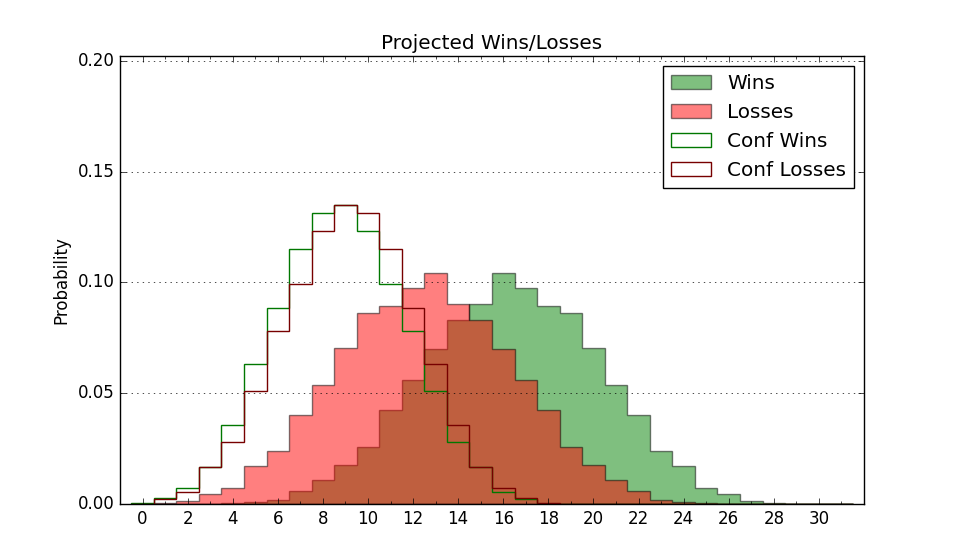 Projected Wins/Losses
0.20
0.15
0.10
0.05
0.00
Probability
Wins
Losses
Conf Wins
Conf Losses
0 2 4 6 8 10 12 14 16 18 20 22 24 26 28 30